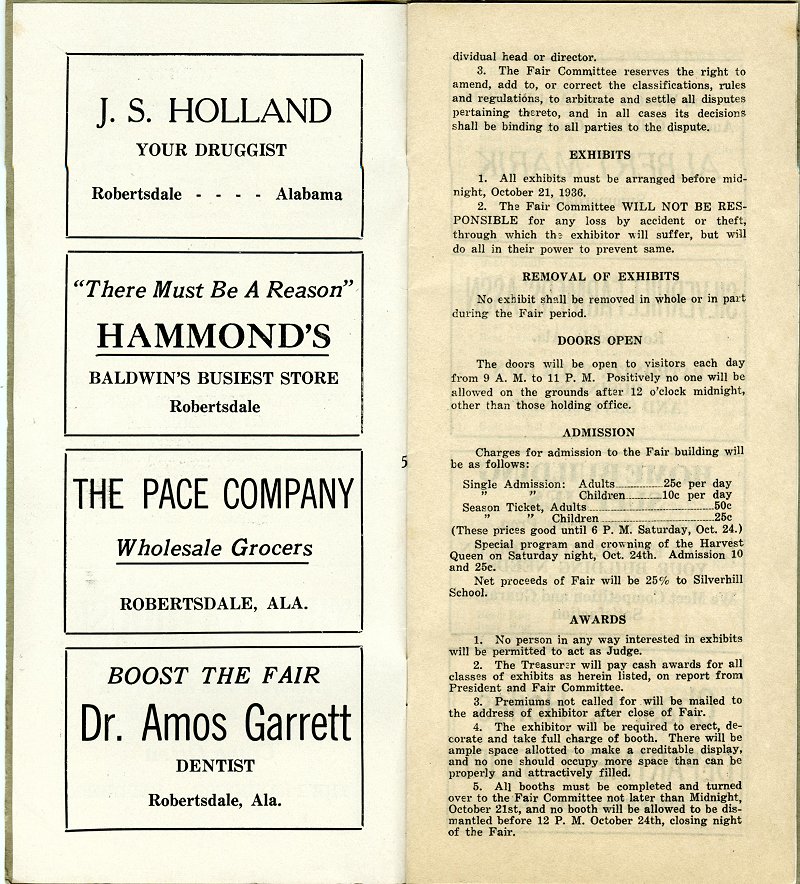 J. S. HOLLAND
YOUR DRUGGIST
Robertsdale - - - - Alabama
"There Must Be A Reason"
HAMMOND'S
BALDWIN'S BUSIEST STORE
Robertsdale
THE PACE COMPANY
Wholesale Grocers
ROBERTSDALE, ALA.
BOOST THE FAIR
Dr. Amos Garrett
DENTIST
Robertsdale, Ala.
5
dividual head or director.
3. The Fair Committee reserves the right to
amend, add to, or correct the classifications, rules
and regulations, to arbitrate and settle all disputes
pertaining thereto, and in all cases its decisions
shall be binding to all parties to the dispute.
EXHIBITS
1. All exhibits must be arranged before mid-
night, October 21, 1936.
2. The Fair Committee WILL NOT BE RES-
PONSIBLE for any loss by accident or theft,
through which the exhibitor will suffer, but will
do all in their power to prevent same.
REMOVAL OF EXHIBITS
No exhibit shall be removed in whole or in part
during the Fair period.
DOORS OPEN
The doors will be open to visitors each day
from 9 A. M. to 11 P. M. Positively no one will be
allowed on the grounds after 12 o'clock midnight,
other than those holding office.
ADMISSION
Charges for admission to the Fair building will
be as follows:
Single Admission: Adults ............ 25c per day
" " Children ......... 10c per day
Season Ticket, Adults ........................ 50c
" " Children ........................ 25c
(These prices good until 6 P. M. Saturday, Oct. 24.)
Special program and crowning of the Harvest
Queen on Saturday night, Oct. 24th. Admission 10
and 25c.
Net proceeds of Fair will be 25% to Silverhill
School.
AWARDS
1. No person in any way interested in exhibits
will be permitted to act as Judge.
2. The Treasurer will pay cash awards for all
classes of exhibits as herein listed, on report from
President and Fair Committee.
3. Premiums not called for will be mailed to
the address of exhibitor after close of Fair.
4. The exhibitor will be required to erect, de-
corate and take full charge of booth. There will be
ample space allotted to make a creditable display,
and no one should occupy more space than can be
properly and attractively filled.
5. All booths must be completed and turned
over to the Fair Committee not later than Midnight,
October 21st, and no booth will be allowed to be dis-
mantled before 12 P. M. October 24th, closing night
of the Fair.